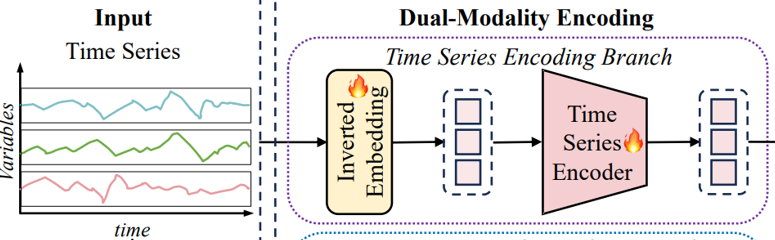 Input
Dual-Modality Encoding
Time Series
Time Series Encoding Branch
Variables
time
Inverted
Embedding
Time
Series
Encoder